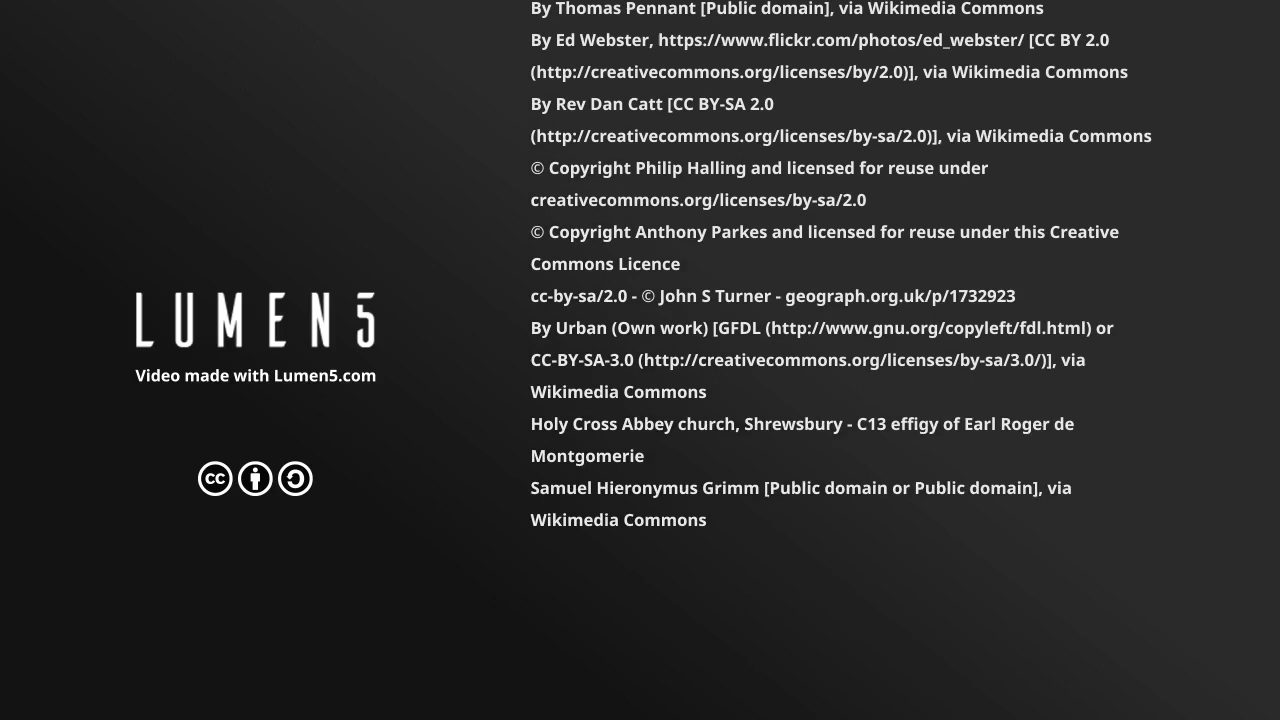 By Thomas Pennant [Public domain], via Wikimedia Commons
By Ed Webster, https://www.flickr.com/photos/ed_webster/ [CC BY 2.0
(http://creativecommons.org/licenses/by/2.0)], via Wikimedia Commons
By Rev Dan Catt [CC BY-SA 2.0
(http://creativecommons.org/licenses/by-sa/2.0)], via Wikimedia Commons
© Copyright Philip Halling and licensed for reuse under
creativecommons.org/licenses/by-sa/2.0
© Copyright Anthony Parkes and licensed for reuse under this Creative
Commons Licence
cc-by-sa/2.0 - © John S Turner - geograph.org.uk/p/1732923
By Urban (Own work) [GFDL (http://www.gnu.org/copyleft/fdl.html) or
CC-BY-SA-3.0 (http://creativecommons.org/licenses/by-sa/3.0/)], via
Wikimedia Commons
Holy Cross Abbey church, Shrewsbury - C13 effigy of Earl Roger de
Montgomerie
Samuel Hieronymus Grimm [Public domain or Public domain], via
Wikimedia Commons
LUMEN5
Video made with Lumen5.com
cc